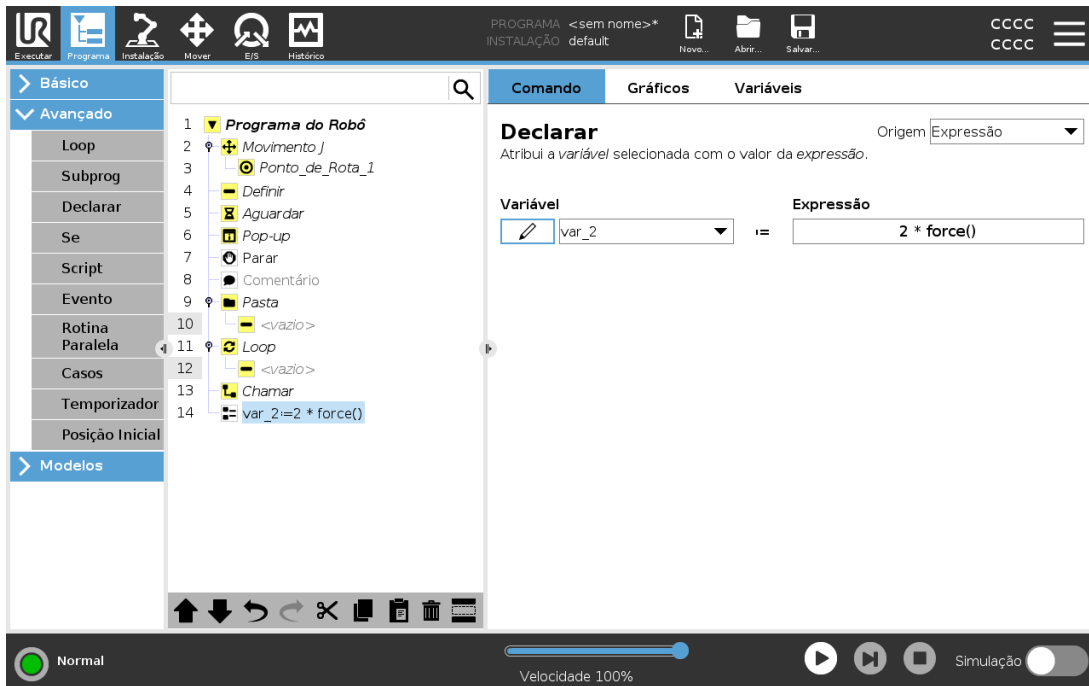 PROGRAMA <sem nome>*
INSTALAÇÃO default
Executar Programa Instalação Mover E/S Histórico
Novo... Abrir... Salvar...
CCCC
CCCC
Básico
Avançado
Loop
Subprog
Declarar
Se
Script
Evento
Rotina
Paralela
Casos
Temporizador
Posição Inicial
Modelos
1 Programa do Robô
2 Movimento J
3 Ponto_de_Rota_1
4 Definir
5 Aguardar
6 Pop-up
7 Parar
8 Comentário
9 Pasta
10 <vazio>
11 Loop
12 <vazio>
13 Chamar
14 var_2:=2 * force()
Comando Gráficos Variáveis
Declarar
Origem Expressão
Atribui a variável selecionada com o valor da expressão.
Variável Expressão
var_2 := 2 * force()
Normal
Velocidade 100%
Simulação